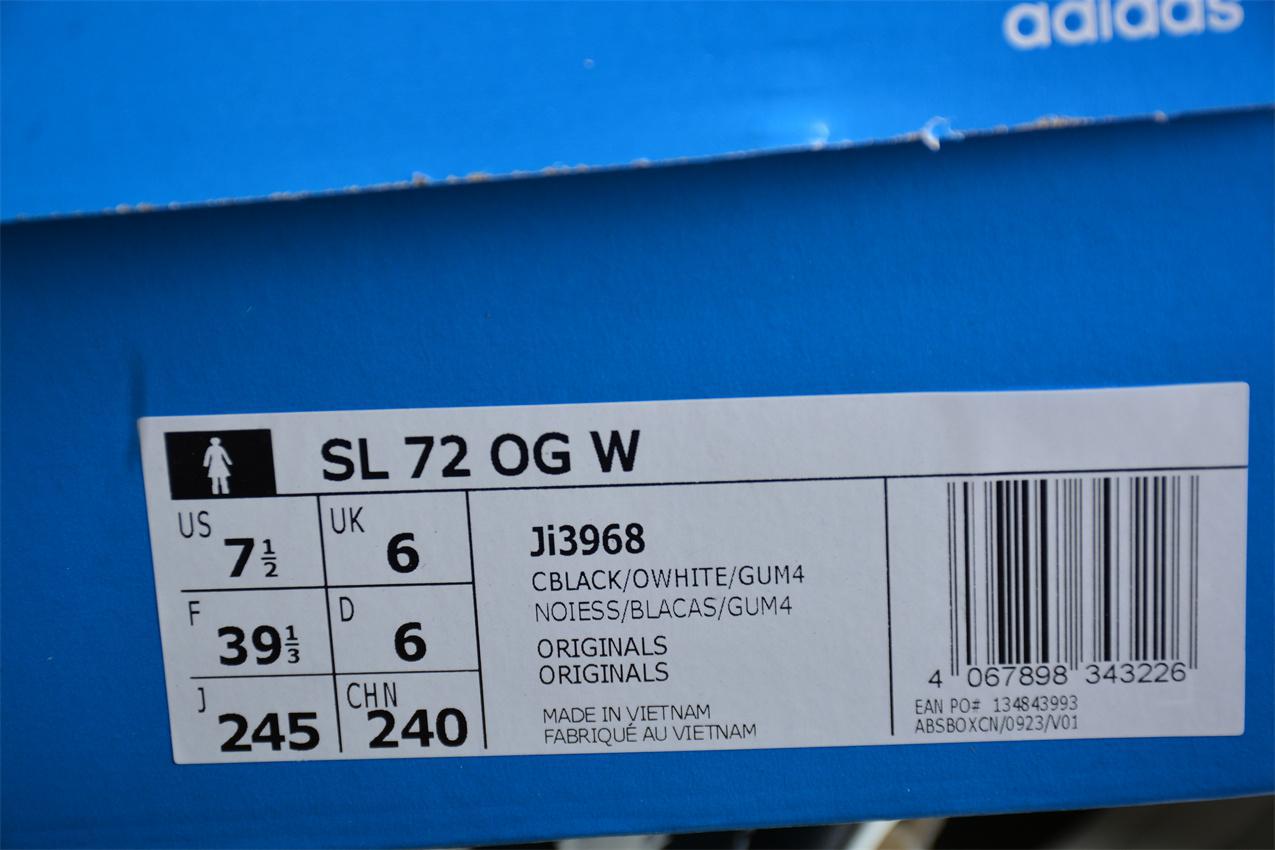 adidas
SL 72 OG W
US 7½ UK 6
F 39⅓ D 6
J 245 CHN 240
Ji3968
CBLACK/OWHITE/GUM4
NOIESS/BLACAS/GUM4
ORIGINALS
ORIGINALS
MADE IN VIETNAM
FABRIQUÉ AU VIETNAM
4 067898 343226
EAN PO# 134843993
ABSBOXCN/0923/V01